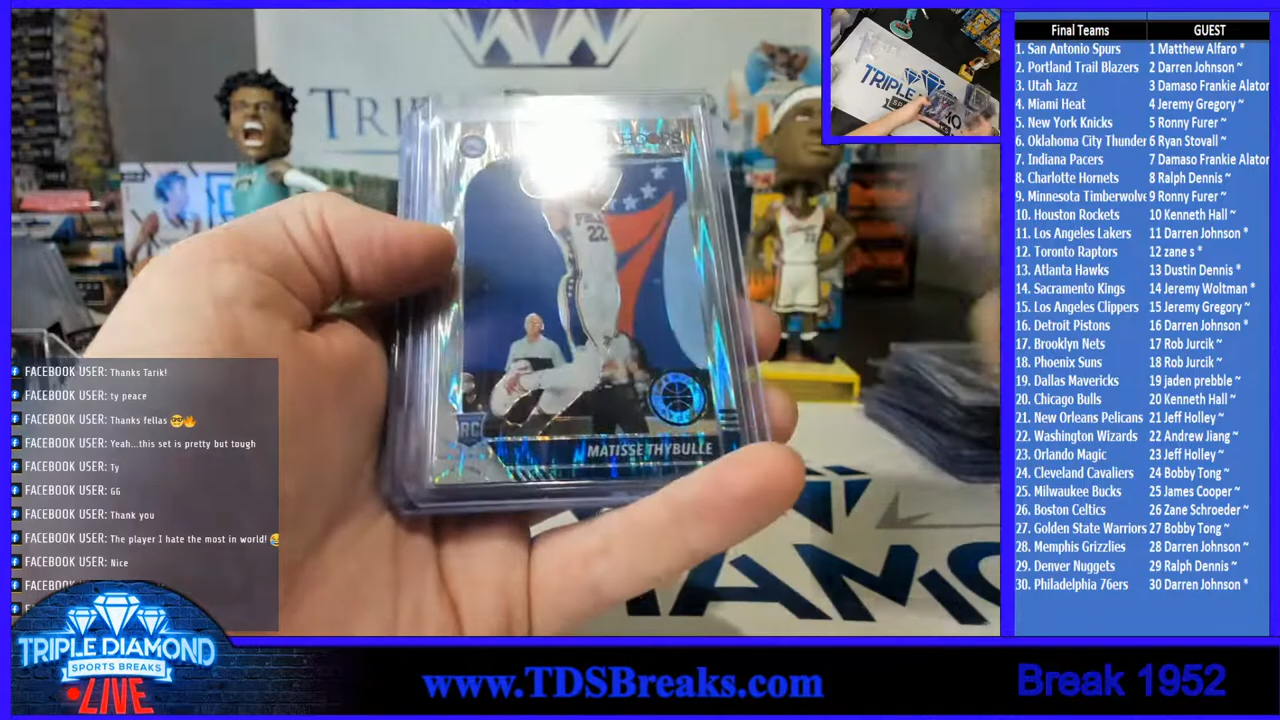 TRIPLE
HOOPS
22
RC
MATISSE THYBULLE
TRIPLE
FACEBOOK USER: Thanks Tarik!
FACEBOOK USER: ty peace
FACEBOOK USER: Thanks fellas 🤓🔥
FACEBOOK USER: Yeah...this set is pretty but tough
FACEBOOK USER: Ty
FACEBOOK USER: GG
FACEBOOK USER: Thank you
FACEBOOK USER: The player I hate the most in world! 😂
FACEBOOK USER: Nice
FACEBO
TRIPLE DIAMOND
SPORTS BREAKS
LIVE
www.TDSBreaks.com
Break 1952
Final Teams GUEST
1. San Antonio Spurs 1 Matthew Alfaro *
2. Portland Trail Blazers 2 Darren Johnson ~
3. Utah Jazz 3 Damaso Frankie Alator
4. Miami Heat 4 Jeremy Gregory ~
5. New York Knicks 5 Ronny Furer ~
6. Oklahoma City Thunder 6 Ryan Stovall ~
7. Indiana Pacers 7 Damaso Frankie Alator
8. Charlotte Hornets 8 Ralph Dennis ~
9. Minnesota Timberwolve 9 Ronny Furer ~
10. Houston Rockets 10 Kenneth Hall ~
11. Los Angeles Lakers 11 Darren Johnson *
12. Toronto Raptors 12 zane s *
13. Atlanta Hawks 13 Dustin Dennis *
14. Sacramento Kings 14 Jeremy Woltman *
15. Los Angeles Clippers 15 Jeremy Gregory ~
16. Detroit Pistons 16 Darren Johnson *
17. Brooklyn Nets 17 Rob Jurcik ~
18. Phoenix Suns 18 Rob Jurcik ~
19. Dallas Mavericks 19 jaden prebble ~
20. Chicago Bulls 20 Kenneth Hall ~
21. New Orleans Pelicans 21 Jeff Holley ~
22. Washington Wizards 22 Andrew Jiang ~
23. Orlando Magic 23 Jeff Holley ~
24. Cleveland Cavaliers 24 Bobby Tong ~
25. Milwaukee Bucks 25 James Cooper ~
26. Boston Celtics 26 Zane Schroeder ~
27. Golden State Warriors 27 Bobby Tong ~
28. Memphis Grizzlies 28 Darren Johnson ~
29. Denver Nuggets 29 Ralph Dennis ~
30. Philadelphia 76ers 30 Darren Johnson *